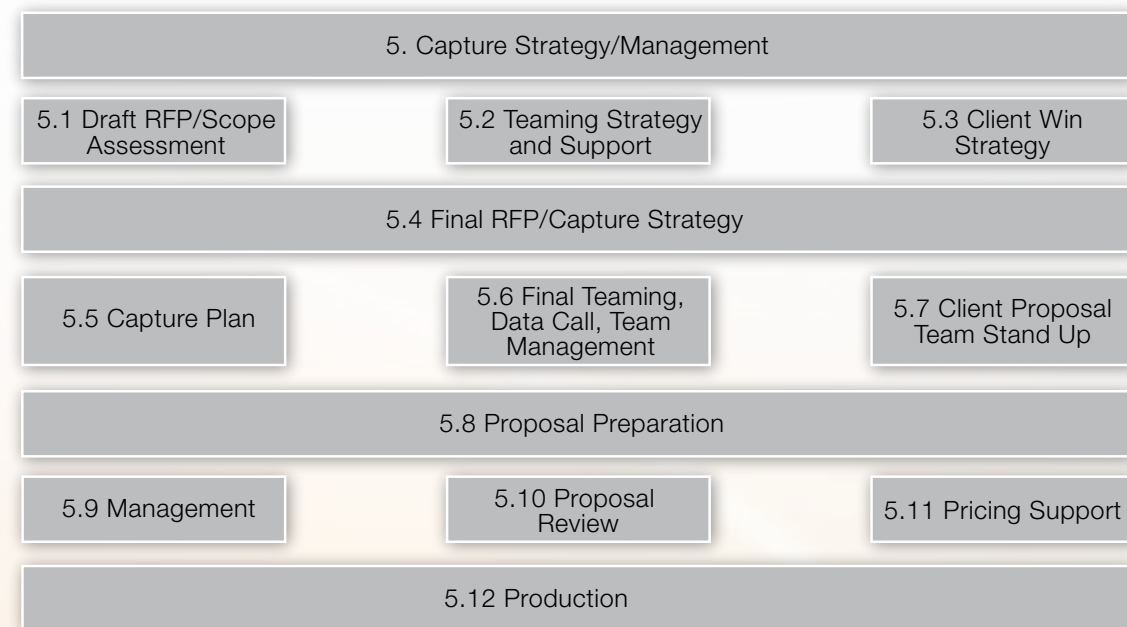 5. Capture Strategy/Management
5.1 Draft RFP/Scope
Assessment
5.2 Teaming Strategy
and Support
5.3 Client Win
Strategy
5.4 Final RFP/Capture Strategy
5.5 Capture Plan
5.6 Final Teaming,
Data Call, Team
Management
5.7 Client Proposal
Team Stand Up
5.8 Proposal Preparation
5.9 Management
5.10 Proposal
Review
5.11 Pricing Support
5.12 Production